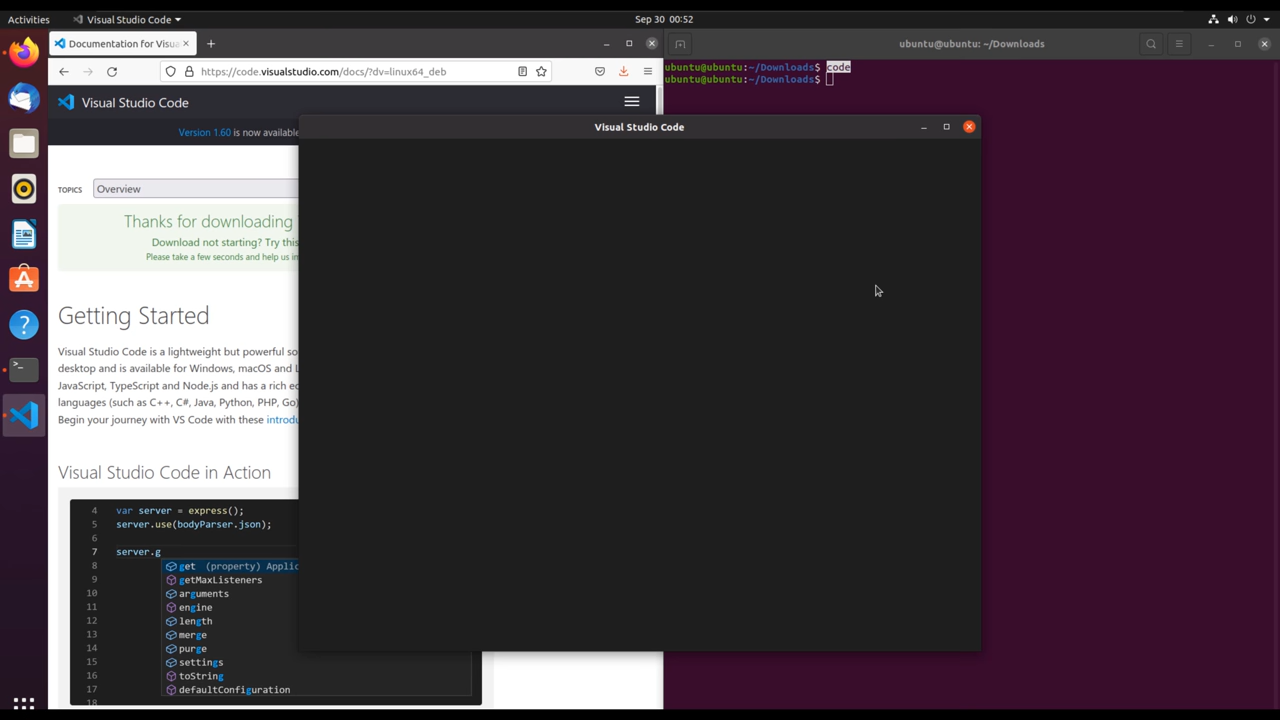 Activities
Visual Studio Code
Sep 30 00:52
Documentation for Visua
https://code.visualstudio.com/docs/?dv=linux64_deb
Visual Studio Code
Version 1.60 is now available
TOPICS
Overview
Thanks for downloading
Download not starting? Try this
Please take a few seconds and help us in
Getting Started
Visual Studio Code is a lightweight but powerful so
desktop and is available for Windows, macOS and L
JavaScript, TypeScript and Node.js and has a rich ec
languages (such as C++, C#, Java, Python, PHP, Go)
Begin your journey with VS Code with these introdu
Visual Studio Code in Action
4 var server = express();
5 server.use(bodyParser.json);
6
7 server.g
8 get (property) Applic
9 getMaxListeners
10 arguments
11 engine
12 length
13 merge
14 purge
15 settings
16 toString
17 defaultConfiguration
18
Visual Studio Code
ubuntu@ubuntu: ~/Downloads
ubuntu@ubuntu:~/Downloads$ code
ubuntu@ubuntu:~/Downloads$